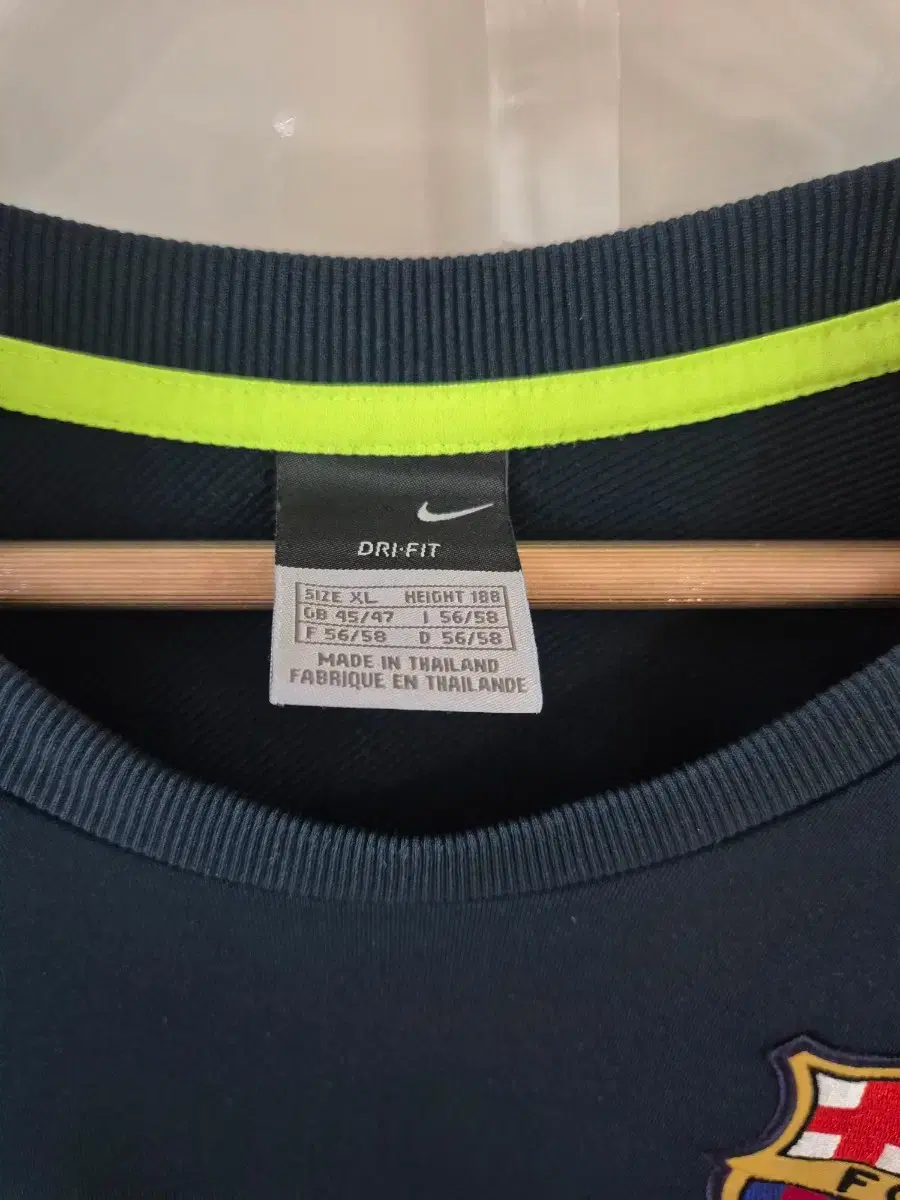 DRI-FIT
SIZE XL HEIGHT 188
GB 45/47 I 56/58
F 56/58 D 56/58
MADE IN THAILAND
FABRIQUE EN THAILANDE
FC